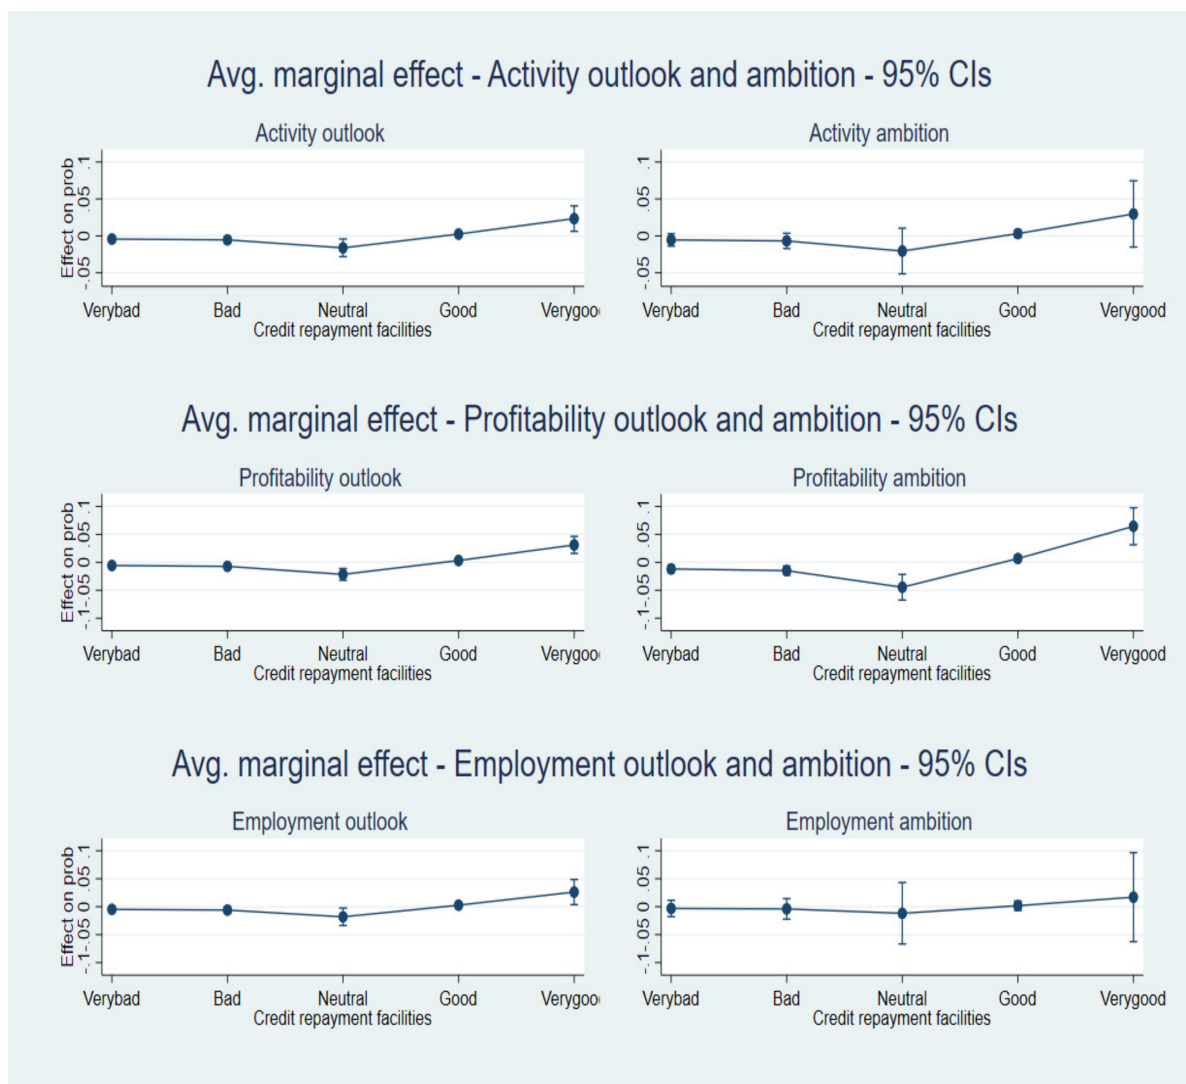 Avg. marginal effect - Activity outlook and ambition - 95% CIs
Activity outlook
Effect on prob
-.05 0 .05 .1
Verybad Bad Neutral Good Verygoo
Credit repayment facilities
Activity ambition
-.05 0 .05 .1
Verybad Bad Neutral Good Verygood
Credit repayment facilities
Avg. marginal effect - Profitability outlook and ambition - 95% CIs
Profitability outlook
Effect on prob
-.1 -.05 0 .05 .1
Verybad Bad Neutral Good Verygoo
Credit repayment facilities
Profitability ambition
-.1 -.05 0 .05 .1
Verybad Bad Neutral Good Verygood
Credit repayment facilities
Avg. marginal effect - Employment outlook and ambition - 95% CIs
Employment outlook
Effect on prob
-.1 -.05 0 .05 .1
Verybad Bad Neutral Good Verygoo
Credit repayment facilities
Employment ambition
-.1 -.05 0 .05 .1
Verybad Bad Neutral Good Verygood
Credit repayment facilities